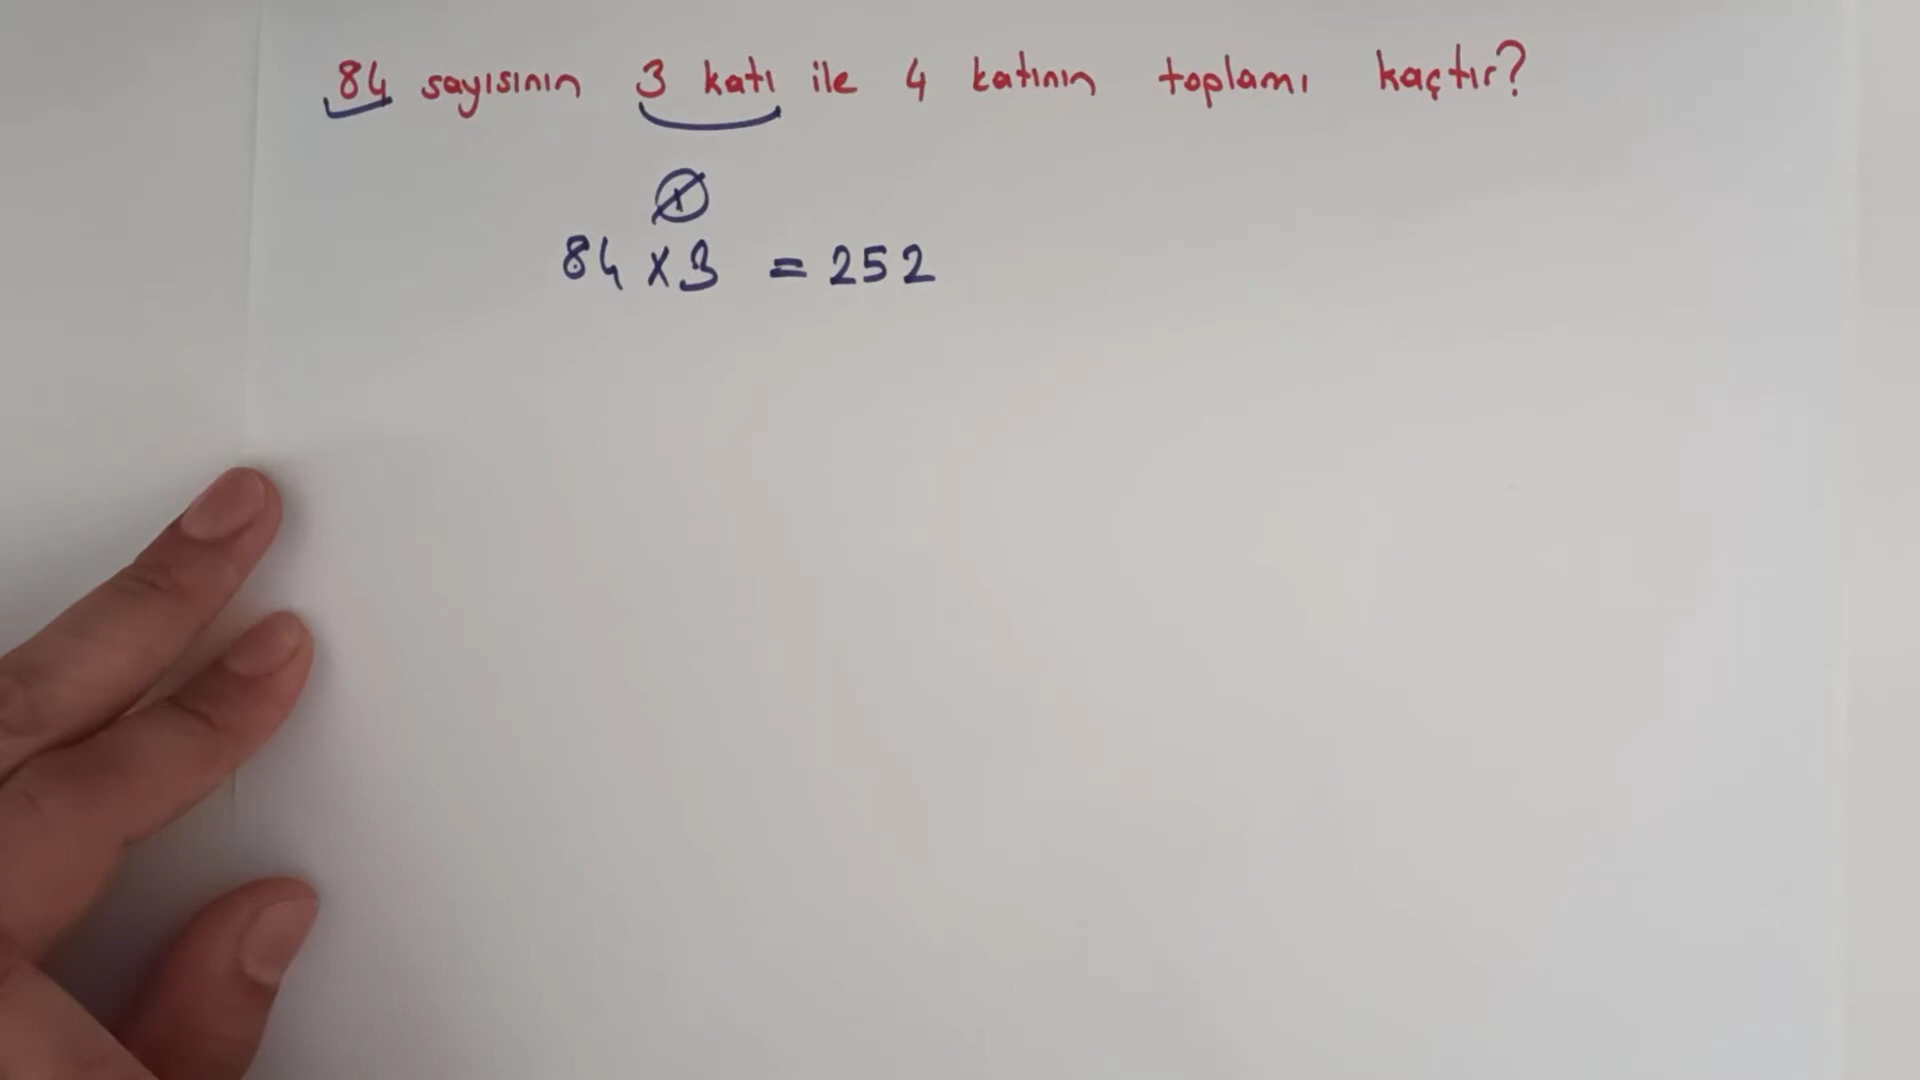 84 sayısının 3 katı ile 4 katının toplamı kaçtır?
84 x 3 = 252